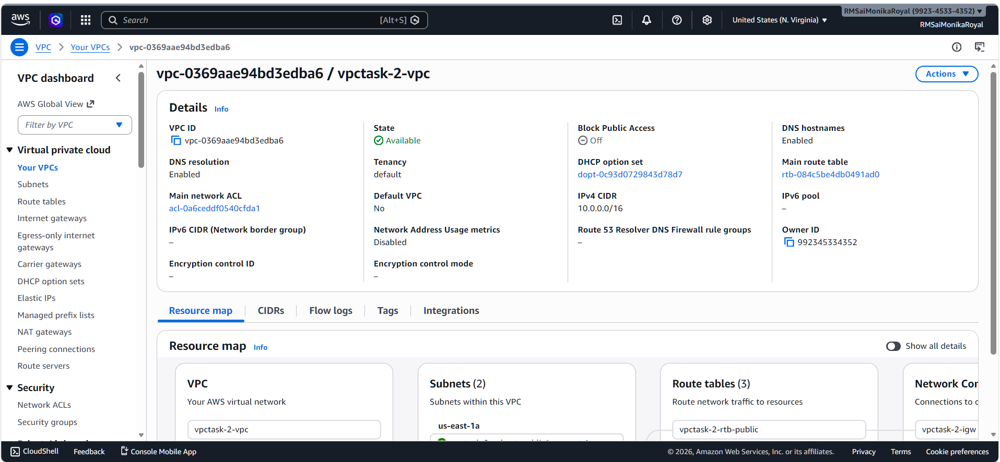 aws
Search
[Alt+S]
United States (N. Virginia)
RMSaiMonikaRoyal (9923-4533-4352)
RMSaiMonikaRoyal
VPC
Your VPCs
vpc-0369aae94bd3edba6
VPC dashboard
AWS Global View
Filter by VPC
Virtual private cloud
Your VPCs
Subnets
Route tables
Internet gateways
Egress-only internet
gateways
Carrier gateways
DHCP option sets
Elastic IPs
Managed prefix lists
NAT gateways
Peering connections
Route servers
Security
Network ACLs
Security groups
vpc-0369aae94bd3edba6 / vpctask-2-vpc
Actions
Details Info
VPC ID
vpc-0369aae94bd3edba6
State
Available
Block Public Access
Off
DNS hostnames
Enabled
DNS resolution
Enabled
Tenancy
default
DHCP option set
dopt-0c93d0729843d78d7
Main route table
rtb-084c5be4db0491ad0
Main network ACL
acl-0a6ceddf0540cfda1
Default VPC
No
IPv4 CIDR
10.0.0.0/16
IPv6 pool
–
IPv6 CIDR (Network border group)
–
Network Address Usage metrics
Disabled
Route 53 Resolver DNS Firewall rule groups
–
Owner ID
992345334352
Encryption control ID
–
Encryption control mode
–
Resource map
CIDRs
Flow logs
Tags
Integrations
Resource map Info
Show all details
VPC
Your AWS virtual network
vpctask-2-vpc
Subnets (2)
Subnets within this VPC
us-east-1a
Route tables (3)
Route network traffic to resources
vpctask-2-rtb-public
Network Cor
Connections to
vpctask-2-igw
CloudShell
Feedback
Console Mobile App
© 2026, Amazon Web Services, Inc. or its affiliates.
Privacy
Terms
Cookie preferences